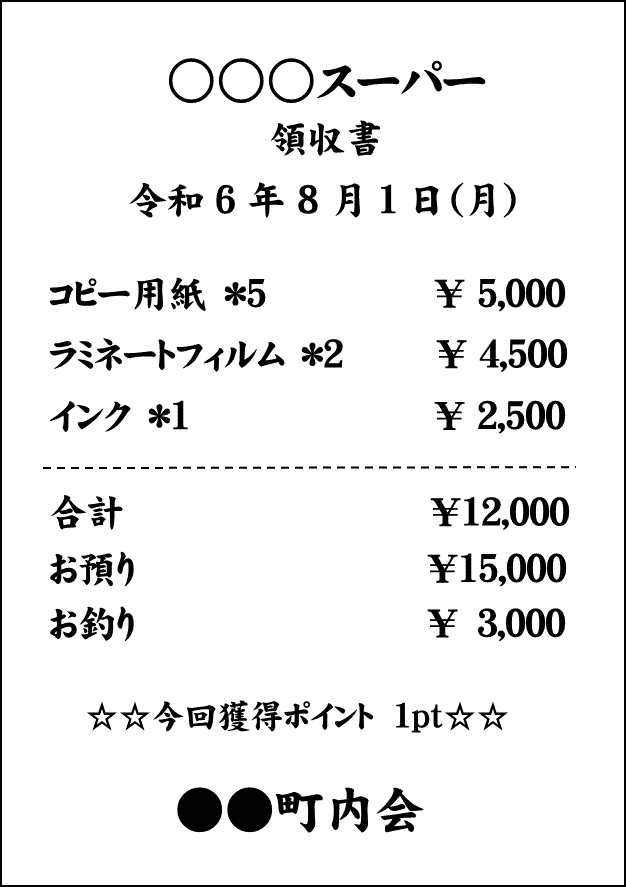 〇〇〇スーパー
領収書
令和 6 年 8 月 1 日(月)
コピー用紙 *5 ￥ 5,000
ラミネートフィルム *2 ￥ 4,500
インク *1 ￥ 2,500
合計 ￥12,000
お預り ￥15,000
お釣り ￥ 3,000
☆☆今回獲得ポイント 1pt☆☆
●●町内会